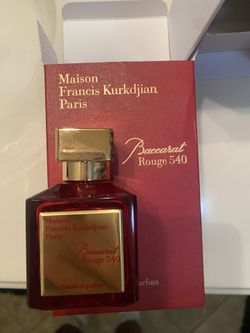 Maison
Francis Kurkdjian
Paris
Baccarat
Rouge 540
Maison
Francis Kurkdjian
Paris
Baccarat
Rouge 540
Extrait de parfum